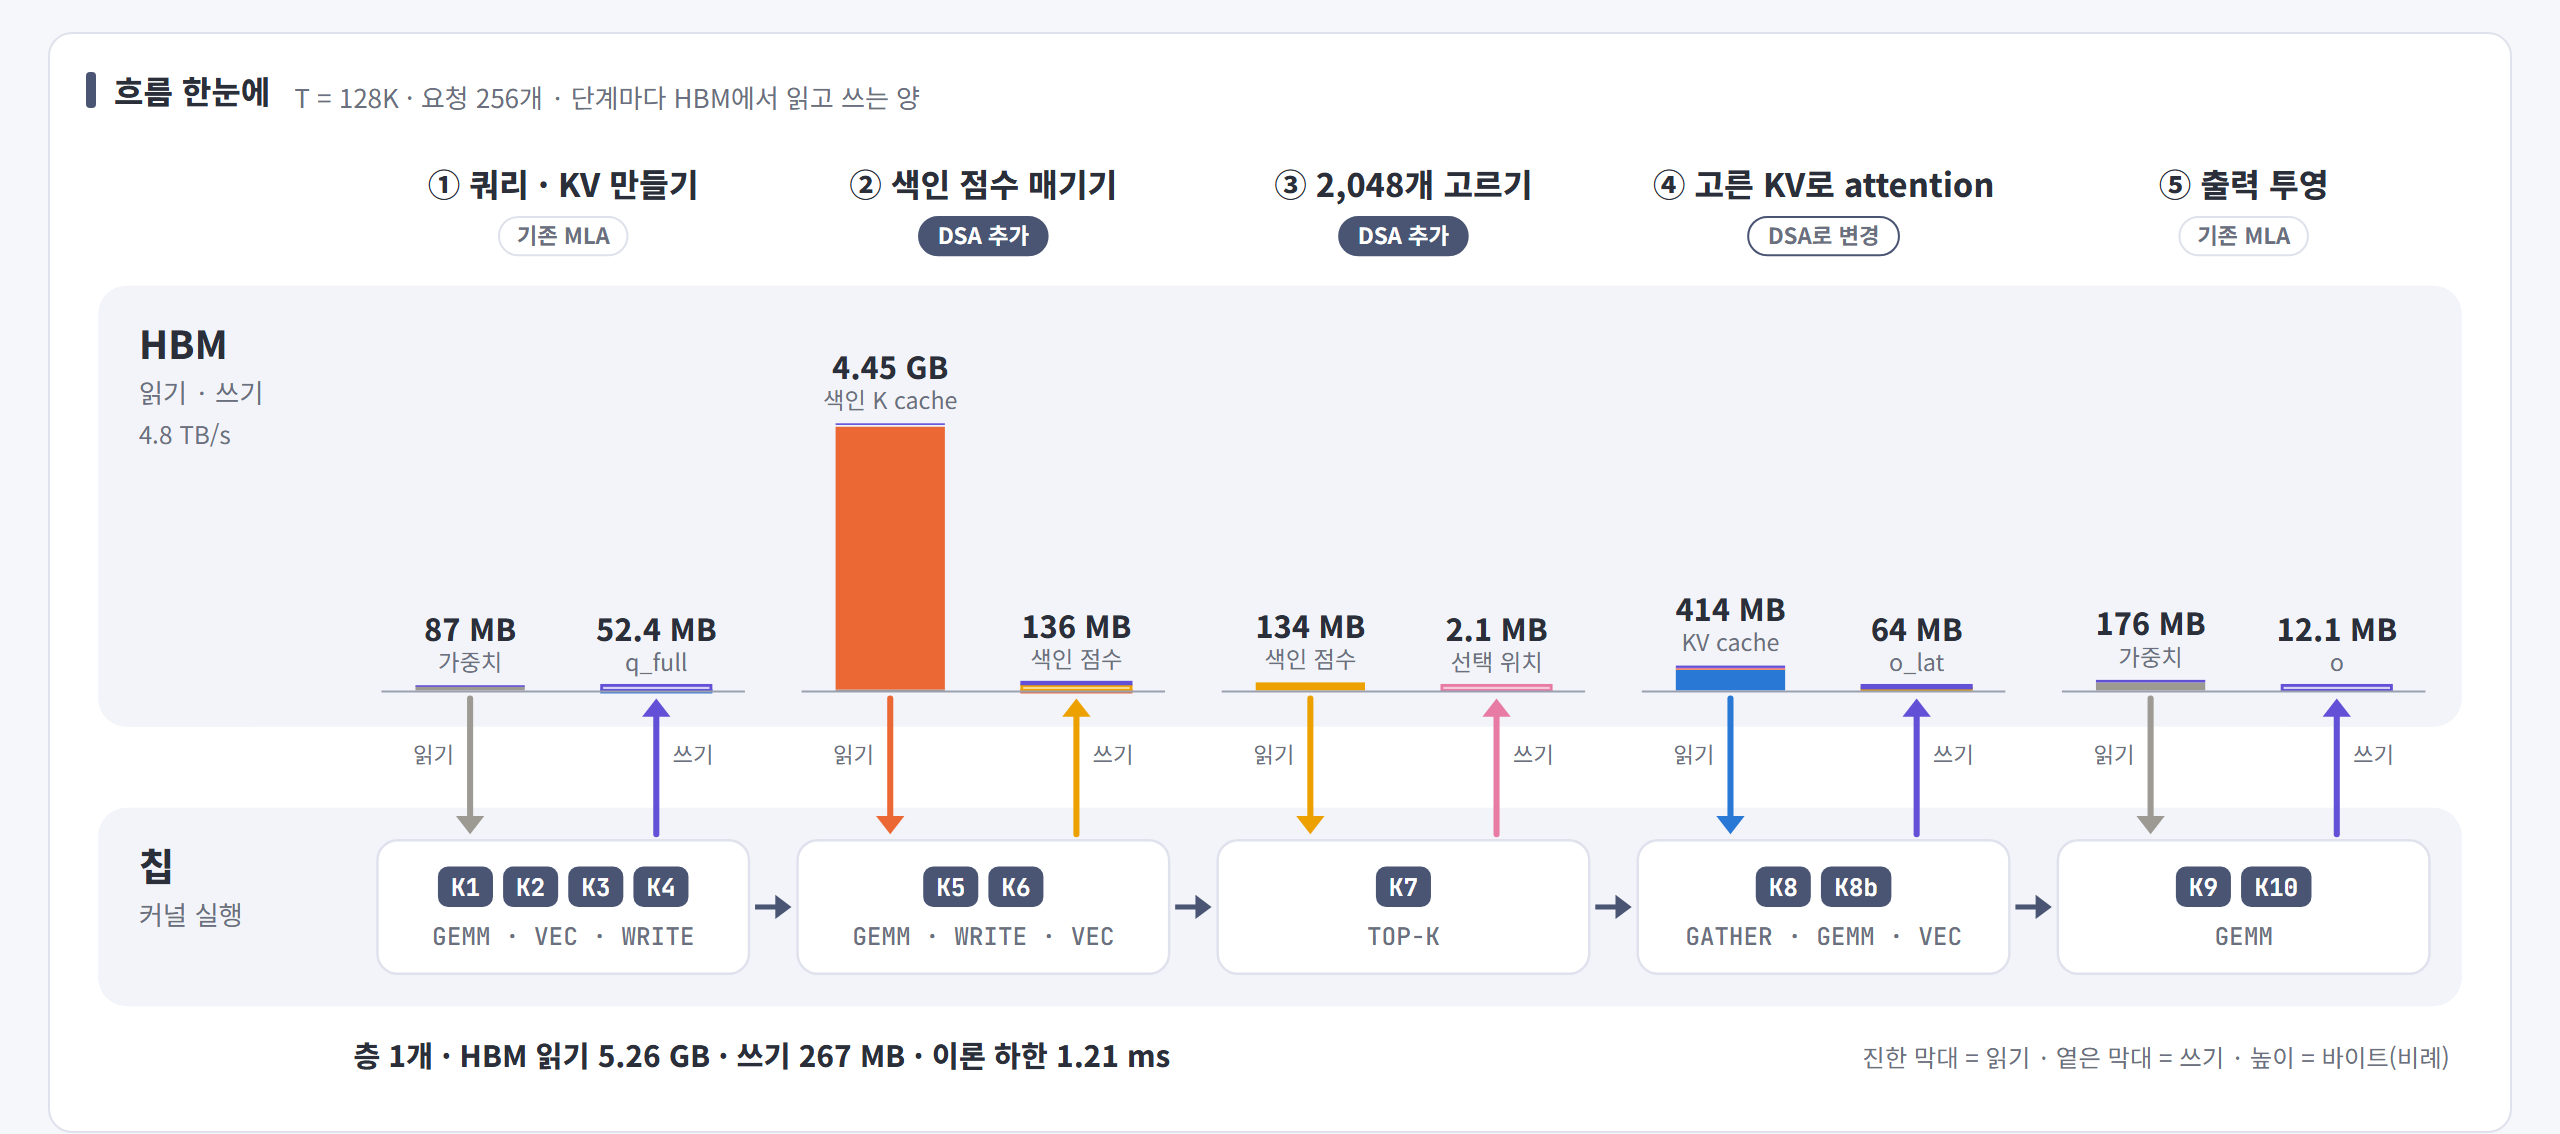 흐름 한눈에 T = 128K · 요청 256개 · 단계마다 HBM에서 읽고 쓰는 양
① 쿼리 · KV 만들기
기존 MLA
② 색인 점수 매기기
DSA 추가
③ 2,048개 고르기
DSA 추가
④ 고른 KV로 attention
DSA로 변경
⑤ 출력 투영
기존 MLA
HBM
읽기 · 쓰기
4.8 TB/s
87 MB
가중치
52.4 MB
q_full
4.45 GB
색인 K cache
136 MB
색인 점수
134 MB
색인 점수
2.1 MB
선택 위치
414 MB
KV cache
64 MB
o_lat
176 MB
가중치
12.1 MB
o
읽기 쓰기 읽기 쓰기 읽기 쓰기 읽기 쓰기 읽기 쓰기
칩
커널 실행
K1 K2 K3 K4
GEMM · VEC · WRITE
K5 K6
GEMM · WRITE · VEC
K7
TOP-K
K8 K8b
GATHER · GEMM · VEC
K9 K10
GEMM
층 1개 · HBM 읽기 5.26 GB · 쓰기 267 MB · 이론 하한 1.21 ms
진한 막대 = 읽기 · 옅은 막대 = 쓰기 · 높이 = 바이트(비례)